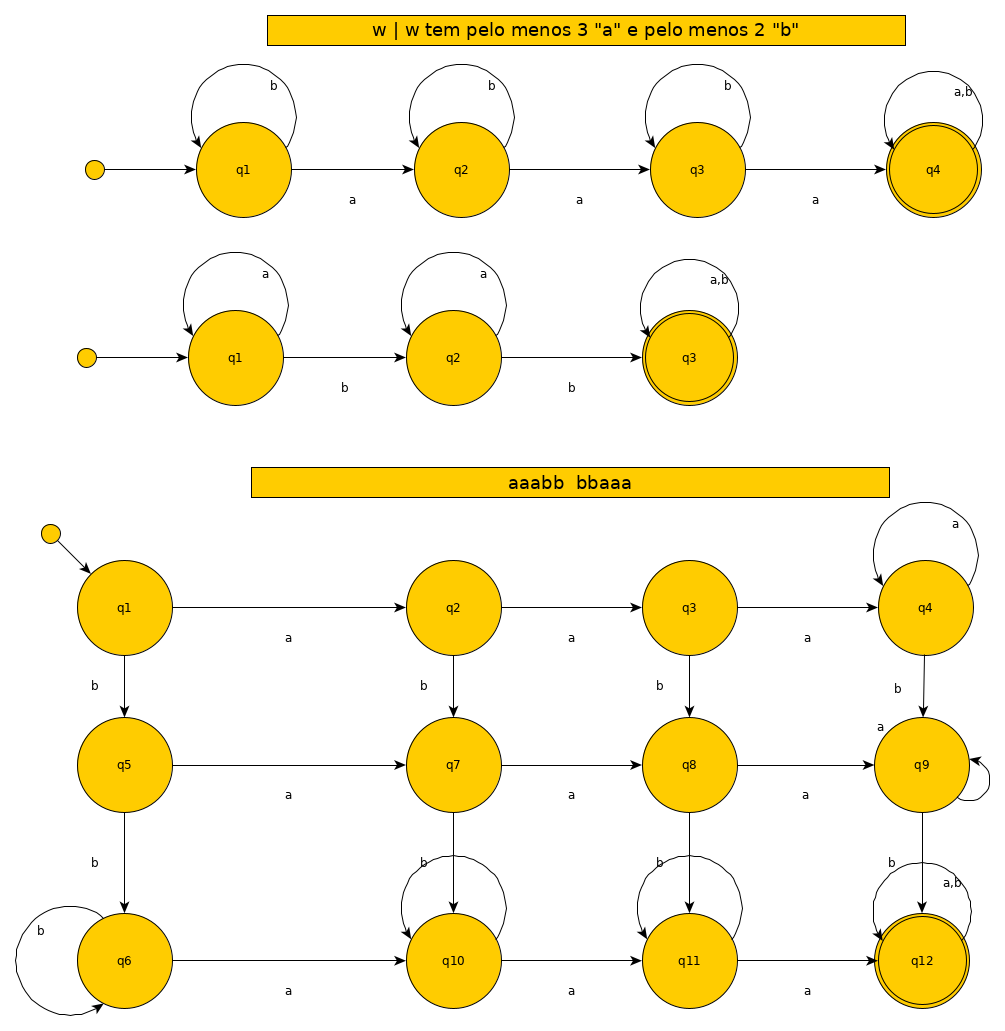 w | w tem pelo menos 3 "a" e pelo menos 2 "b"
b b b a,b
q1 q2 q3 q4
a a a
a a a,b
q1 q2 q3
b b
aaabb  bbaaa
a
q1 q2 q3 q4
a a a
b b b b
a
q5 q7 q8 q9
a a a
b b b b
a,b
b
q6 q10 q11 q12
a a a